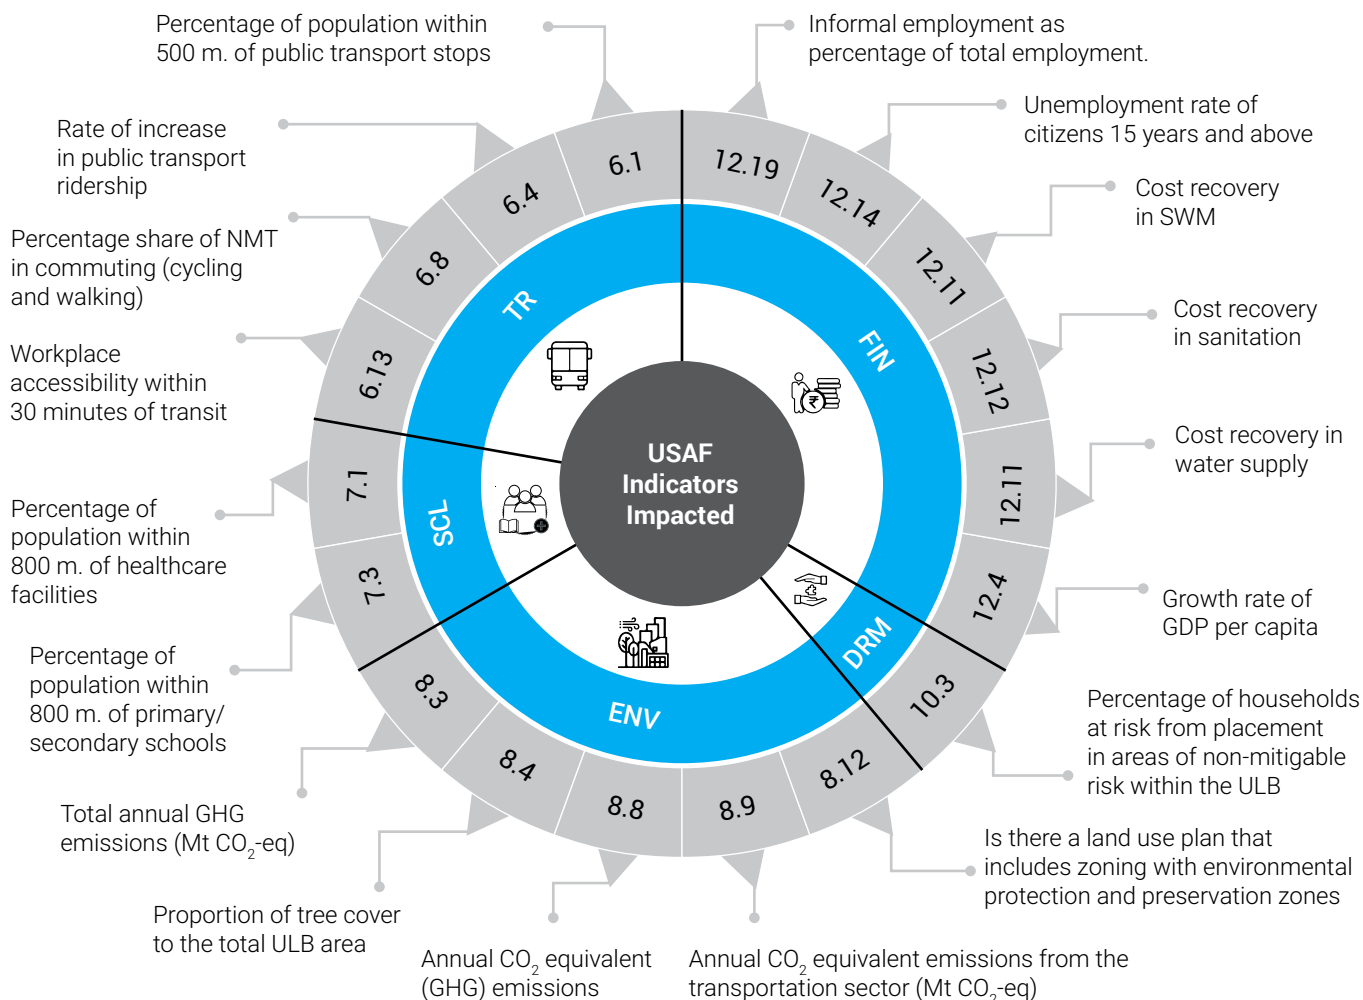 Percentage of population within
500 m. of public transport stops
Informal employment as
percentage of total employment.
Unemployment rate of
citizens 15 years and above
Rate of increase
in public transport
ridership
Cost recovery
in SWM
Percentage share of NMT
in commuting (cycling
and walking)
Cost recovery
in sanitation
Workplace
accessibility within
30 minutes of transit
Cost recovery in
water supply
Percentage of
population within
800 m. of healthcare
facilities
Growth rate of
GDP per capita
Percentage of
population within
800 m. of primary/
secondary schools
Percentage of households
at risk from placement
in areas of non-mitigable
risk within the ULB
Total annual GHG
emissions (Mt CO₂-eq)
Is there a land use plan that
includes zoning with environmental
protection and preservation zones
Proportion of tree cover
to the total ULB area
Annual CO₂ equivalent
(GHG) emissions
Annual CO₂ equivalent emissions from the
transportation sector (Mt CO₂-eq)
6.1
6.4
6.8
6.13
7.1
7.3
8.3
8.4
8.8
8.9
8.12
10.3
12.4
12.11
12.12
12.11
12.14
12.19
TR
FIN
SCL
ENV
DRM
₹
USAF
Indicators
Impacted